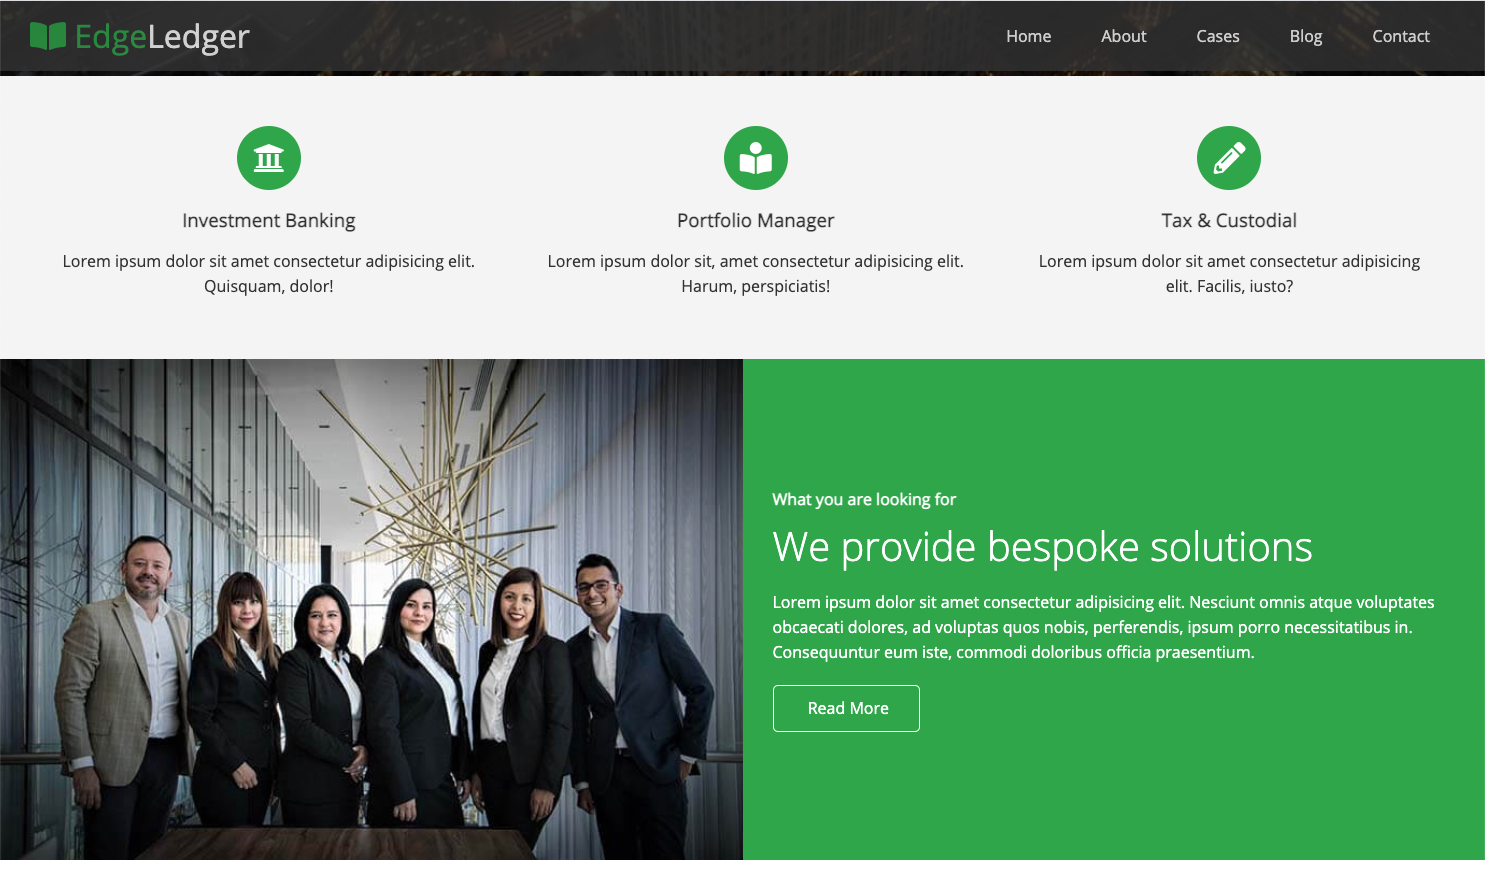 EdgeLedger
Home About Cases Blog Contact
Investment Banking
Lorem ipsum dolor sit amet consectetur adipisicing elit.
Quisquam, dolor!
Portfolio Manager
Lorem ipsum dolor sit, amet consectetur adipisicing elit.
Harum, perspiciatis!
Tax & Custodial
Lorem ipsum dolor sit amet consectetur adipisicing
elit. Facilis, iusto?
What you are looking for
We provide bespoke solutions
Lorem ipsum dolor sit amet consectetur adipisicing elit. Nesciunt omnis atque voluptates
obcaecati dolores, ad voluptas quos nobis, perferendis, ipsum porro necessitatibus in.
Consequuntur eum iste, commodi doloribus officia praesentium.
Read More